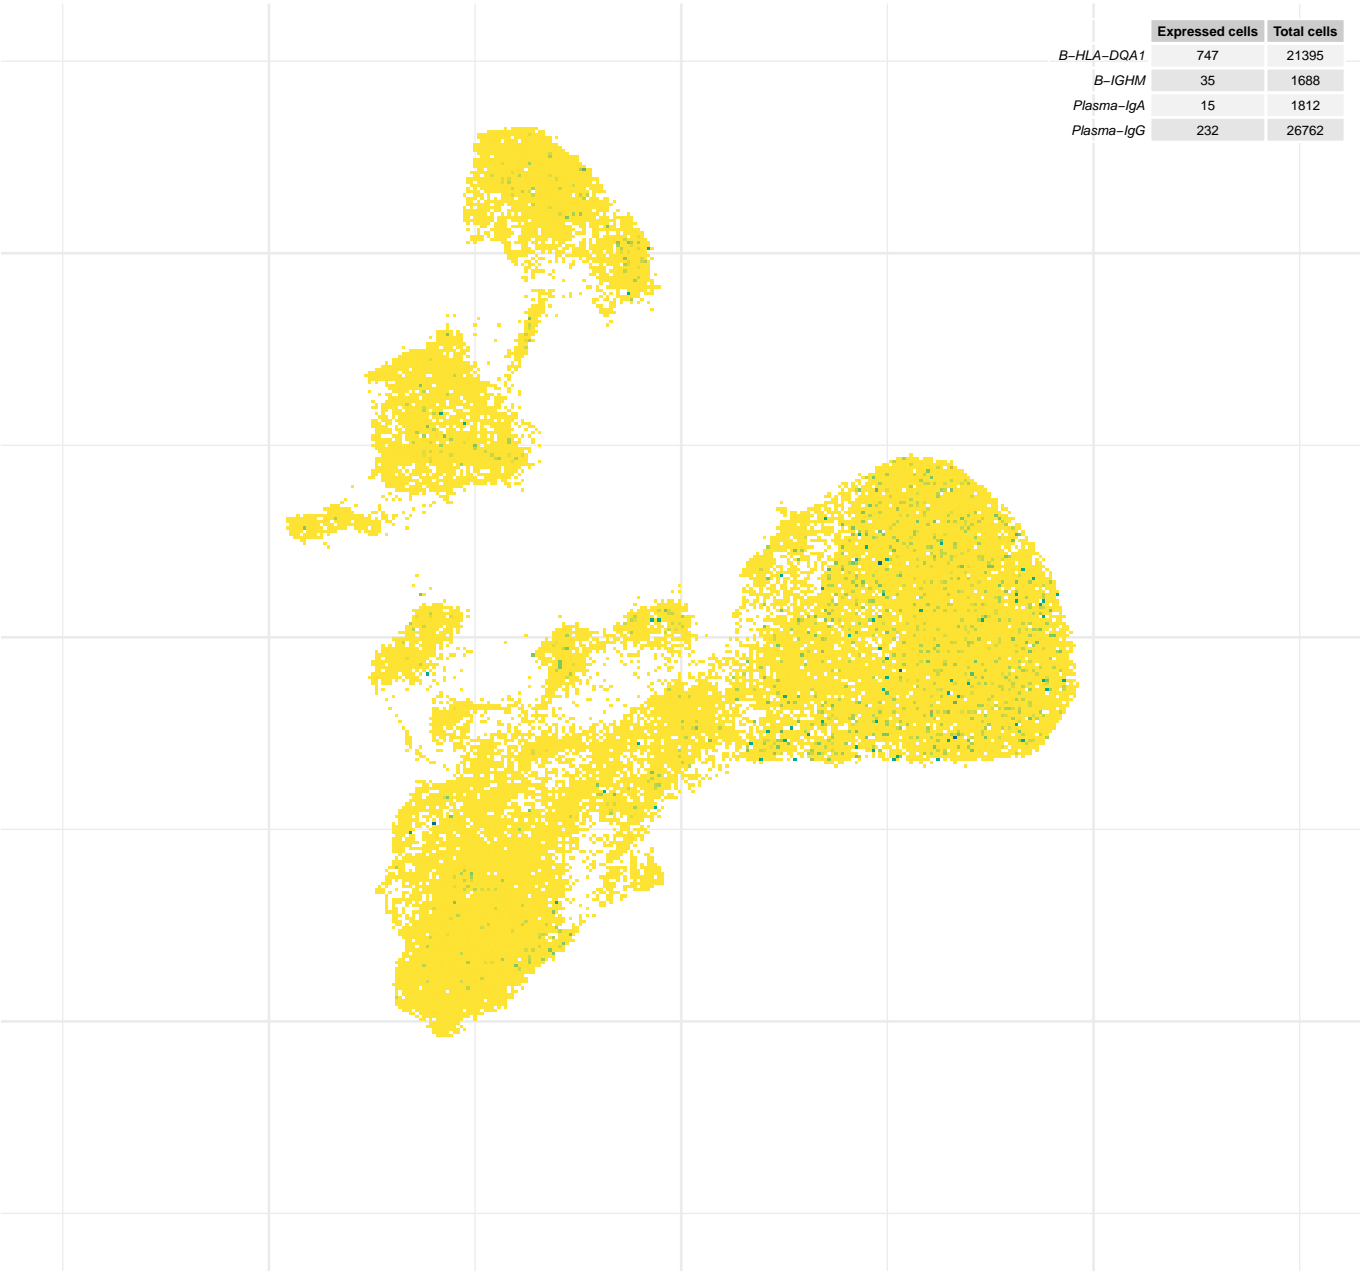 Expressed cells Total cells
B−HLA−DQA1 747 21395
B−IGHM 35 1688
Plasma−IgA 15 1812
Plasma−IgG 232 26762